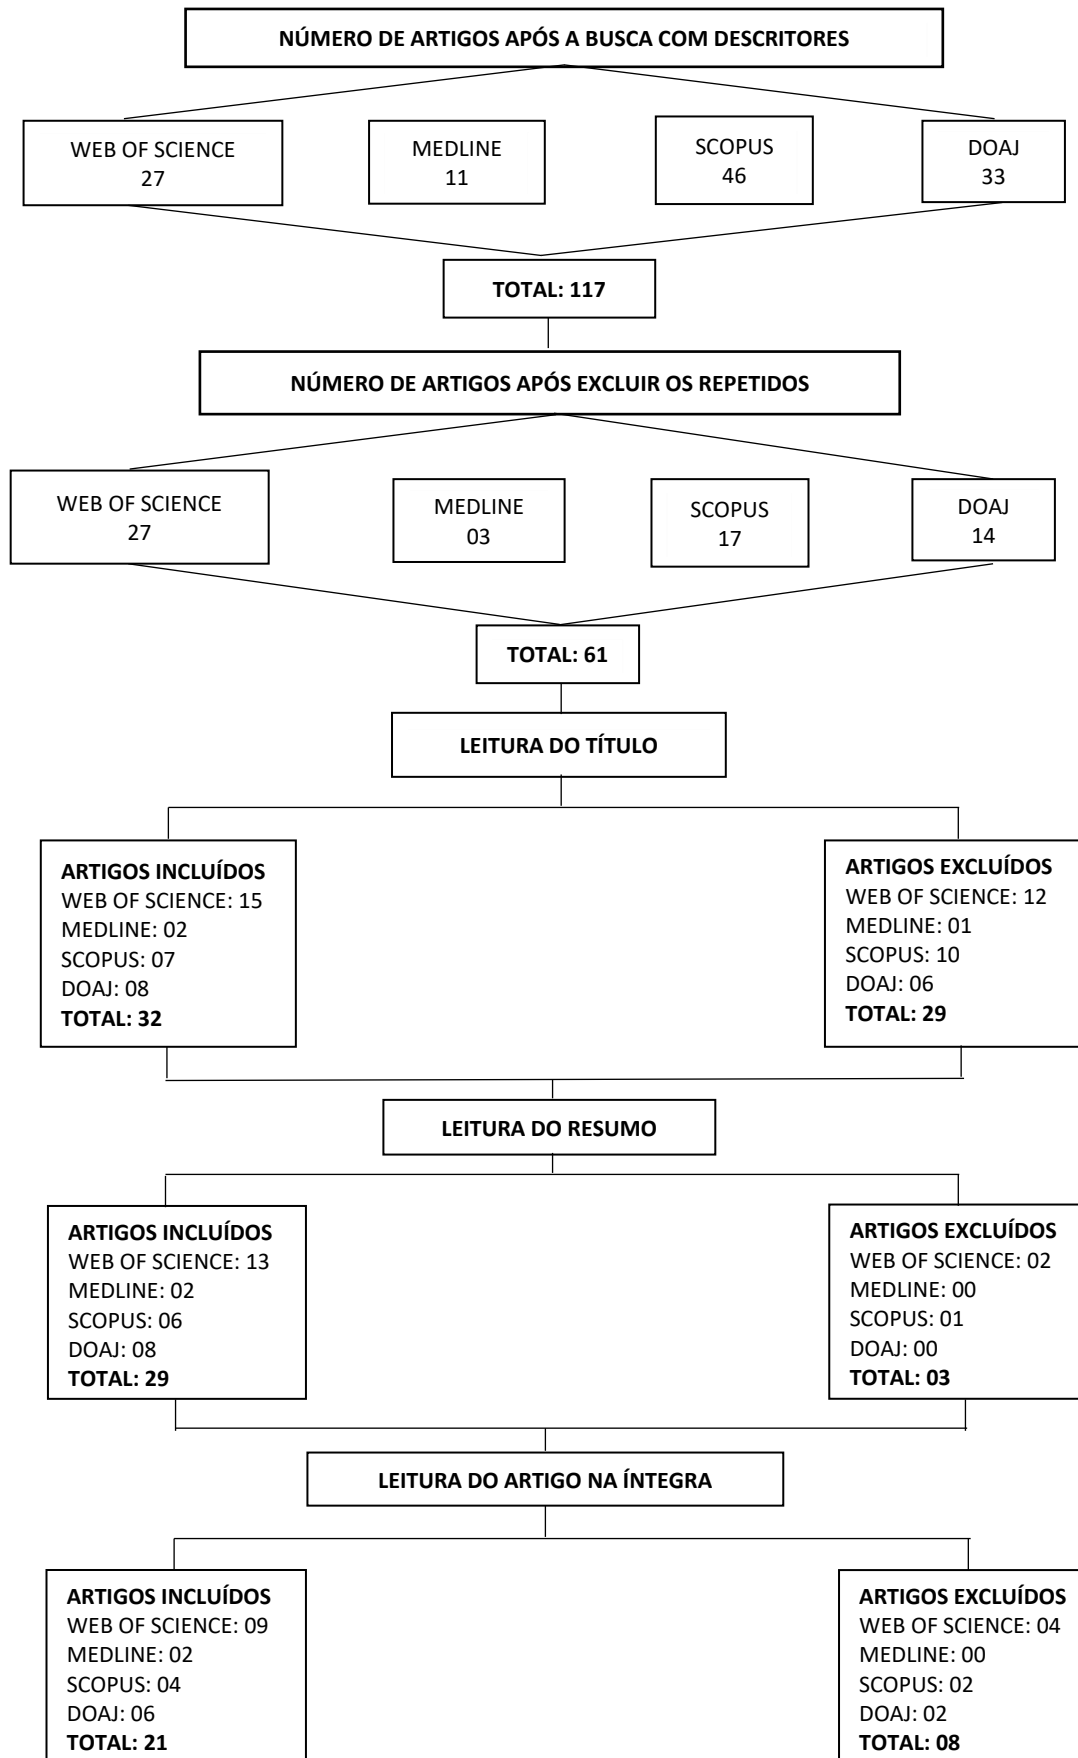 NÚMERO DE ARTIGOS APÓS A BUSCA COM DESCRITORES
WEB OF SCIENCE
27
MEDLINE
11
SCOPUS
46
DOAJ
33
TOTAL: 117
NÚMERO DE ARTIGOS APÓS EXCLUIR OS REPETIDOS
WEB OF SCIENCE
27
MEDLINE
03
SCOPUS
17
DOAJ
14
TOTAL: 61
LEITURA DO TÍTULO
ARTIGOS INCLUÍDOS
WEB OF SCIENCE: 15
MEDLINE: 02
SCOPUS: 07
DOAJ: 08
TOTAL: 32
ARTIGOS EXCLUÍDOS
WEB OF SCIENCE: 12
MEDLINE: 01
SCOPUS: 10
DOAJ: 06
TOTAL: 29
LEITURA DO RESUMO
ARTIGOS INCLUÍDOS
WEB OF SCIENCE: 13
MEDLINE: 02
SCOPUS: 06
DOAJ: 08
TOTAL: 29
ARTIGOS EXCLUÍDOS
WEB OF SCIENCE: 02
MEDLINE: 00
SCOPUS: 01
DOAJ: 00
TOTAL: 03
LEITURA DO ARTIGO NA ÍNTEGRA
ARTIGOS INCLUÍDOS
WEB OF SCIENCE: 09
MEDLINE: 02
SCOPUS: 04
DOAJ: 06
TOTAL: 21
ARTIGOS EXCLUÍDOS
WEB OF SCIENCE: 04
MEDLINE: 00
SCOPUS: 02
DOAJ: 02
TOTAL: 08